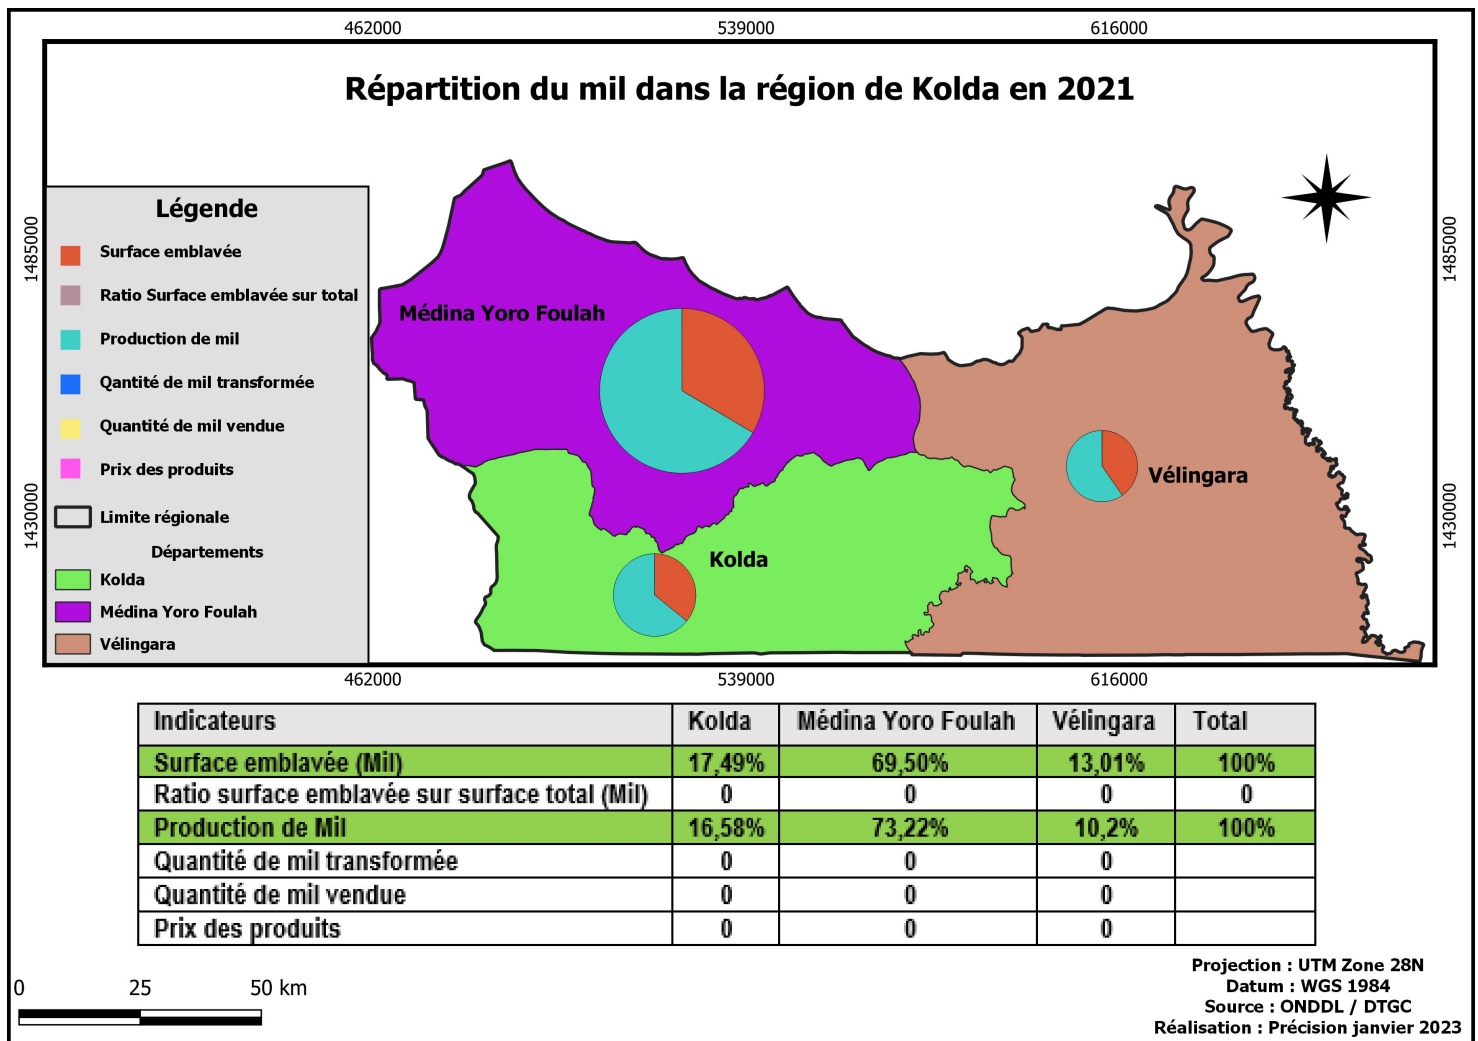 462000 539000 616000
Répartition du mil dans la région de Kolda en 2021
1485000
1430000
Légende
Surface emblavée
Ratio Surface emblavée sur total
Production de mil
Qantité de mil transformée
Quantité de mil vendue
Prix des produits
Limite régionale
Départements
Kolda
Médina Yoro Foulah
Vélingara
Médina Yoro Foulah
Vélingara
Kolda
1485000
1430000
462000 539000 616000
Indicateurs Kolda Médina Yoro Foulah Vélingara Total
Surface emblavée (Mil) 17,49% 69,50% 13,01% 100%
Ratio surface emblavée sur surface total (Mil) 0 0 0 0
Production de Mil 16,58% 73,22% 10,2% 100%
Quantité de mil transformée 0 0 0
Quantité de mil vendue 0 0 0
Prix des produits 0 0 0
0 25 50 km
Projection : UTM Zone 28N
Datum : WGS 1984
Source : ONDDL / DTGC
Réalisation : Précision janvier 2023